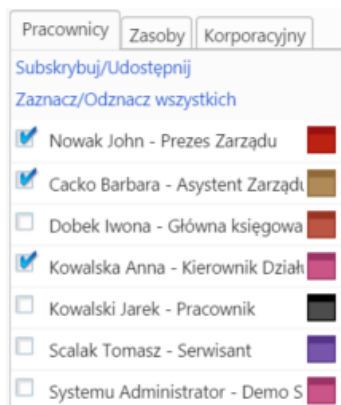 Pracownicy Zasoby Korporacyjny
Subskrybuj/Udostępnij
Zaznacz/Odznacz wszystkich
Nowak John - Prezes Zarządu
Cacko Barbara - Asystent Zarządu
Dobek Iwona - Główna księgowa
Kowalska Anna - Kierownik Dział
Kowalski Jarek - Pracownik
Scalak Tomasz - Serwisant
Systemu Administrator - Demo S